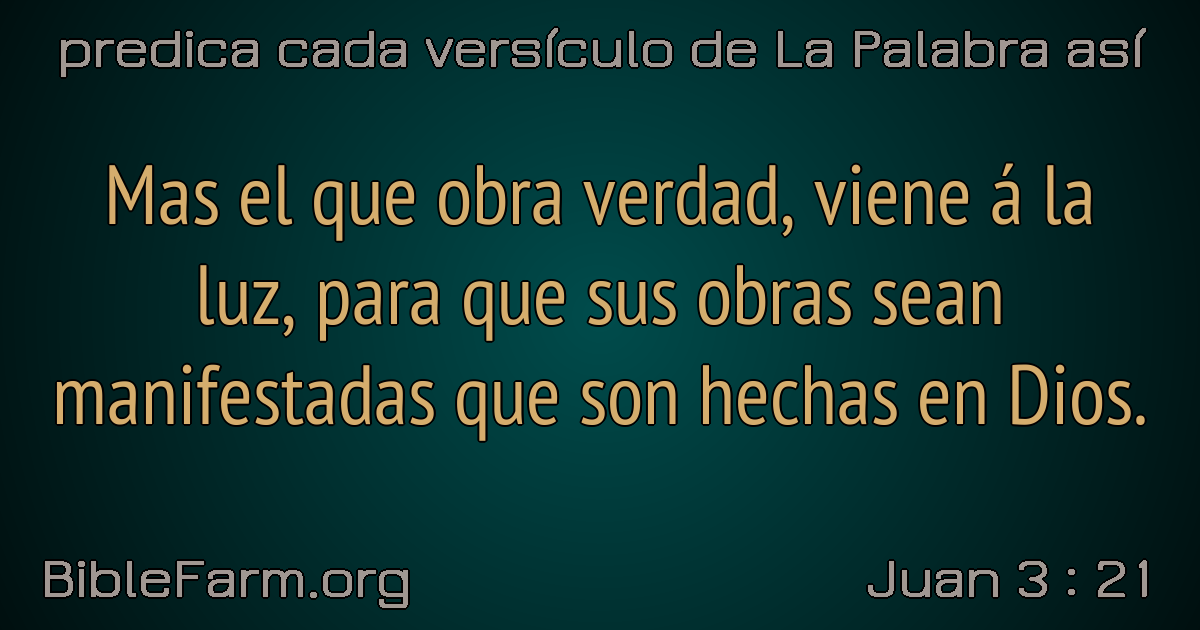 predica cada versículo de La Palabra así
Mas el que obra verdad, viene á la
luz, para que sus obras sean
manifestadas que son hechas en Dios.
BibleFarm.org
Juan 3 : 21